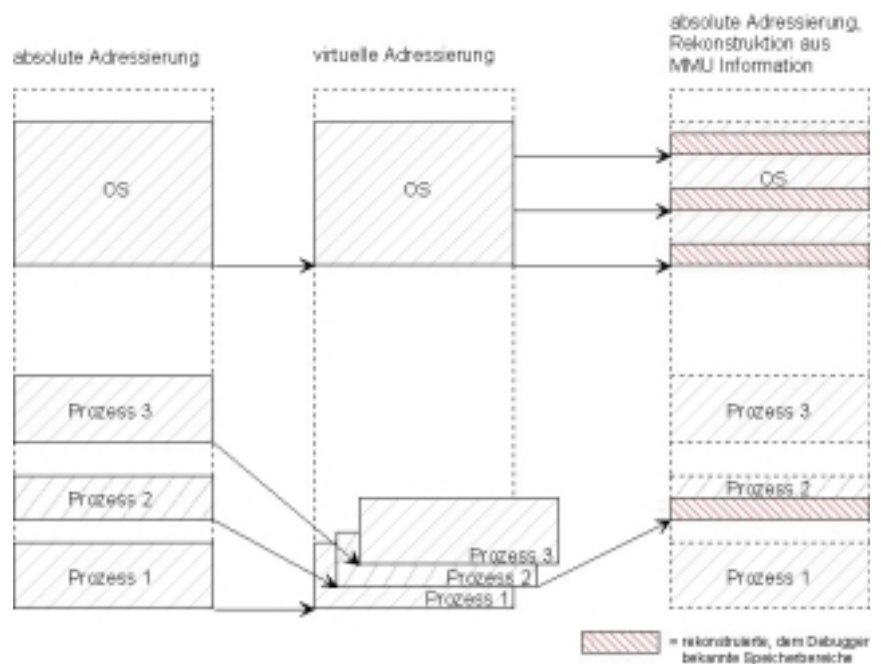 absolute Adressierung
virtuelle Adressierung
absolute Adressierung,
Rekonstruktion aus
MMU Information
OS
OS
OS
Prozess 3
Prozess 2
Prozess 1
Prozess 3
Prozess 2
Prozess 1
Prozess 3
Prozess 2
Prozess 1
= rekonstruierte, dem Debugger
bekannte Speicherbereiche